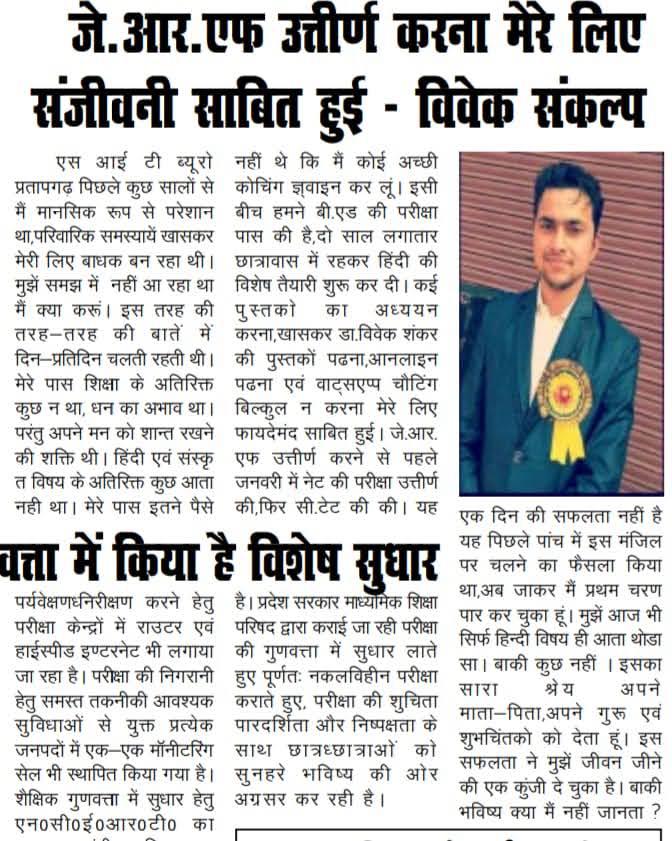 जे.आर.एफ उत्तीर्ण करना मेरे लिए
संजीवनी साबित हुई - विवेक संकल्प
एस आई टी ब्यूरो
प्रतापगढ़ पिछले कुछ सालों से
मैं मानसिक रूप से परेशान
था,परिवारिक समस्यायें खासकर
मेरी लिए बाधक बन रहा थी।
मुझें समझ में नहीं आ रहा था
मैं क्या करूं। इस तरह की
तरह–तरह की बातें में
दिन–प्रतिदिन चलती रहती थी।
मेरे पास शिक्षा के अतिरिक्त
कुछ न था, धन का अभाव था।
परंतु अपने मन को शान्त रखने
की शक्ति थी। हिंदी एवं संस्कृ
त विषय के अतिरिक्त कुछ आता
नही था। मेरे पास इतने पैसे
नहीं थे कि मैं कोई अच्छी
कोचिंग ज्वाइन कर लूं। इसी
बीच हमने बी.एड की परीक्षा
पास की है,दो साल लगातार
छात्रावास में रहकर हिंदी की
विशेष तैयारी शुरू कर दी। कई
पुस्तको का अध्ययन
करना,खासकर डा.विवेक शंकर
की पुस्तकों पढना,आनलाइन
पढना एवं वाट्सएप्प चौटिंग
बिल्कुल न करना मेरे लिए
फायदेमंद साबित हुई। जे.आर.
एफ उत्तीर्ण करने से पहले
जनवरी में नेट की परीक्षा उत्तीर्ण
की,फिर सी.टेट की की। यह
एक दिन की सफलता नहीं है
यह पिछले पांच में इस मंजिल
पर चलने का फैसला किया
था,अब जाकर मैं प्रथम चरण
पार कर चुका हूं। मुझें आज भी
सिर्फ हिन्दी विषय ही आता थोडा
सा। बाकी कुछ नहीं । इसका
सारा श्रेय अपने
माता–पिता,अपने गुरू एवं
शुभचिंतको को देता हूं। इस
सफलता ने मुझें जीवन जीने
की एक कुंजी दे चुका है। बाकी
भविष्य क्या मैं नहीं जानता ?
वत्ता में किया है विशेष सुधार
पर्यवेक्षणध्निरीक्षण करने हेतु
परीक्षा केन्द्रों में राउटर एवं
हाईस्पीड इण्टरनेट भी लगाया
जा रहा है। परीक्षा की निगरानी
हेतु समस्त तकनीकी आवश्यक
सुविधाओं से युक्त प्रत्येक
जनपदों में एक–एक मॉनीटरिंग
सेल भी स्थापित किया गया है।
शैक्षिक गुणवत्ता में सुधार हेतु
एन0सी0ई0आर0टी0 का
है। प्रदेश सरकार माध्यमिक शिक्षा
परिषद द्वारा कराई जा रही परीक्षा
की गुणवत्ता में सुधार लाते
हुए पूर्णतः नकलविहीन परीक्षा
कराते हुए, परीक्षा की शुचिता
पारदर्शिता और निष्पक्षता के
साथ छात्रध्छात्राओं को
सुनहरे भविष्य की ओर
अग्रसर कर रही है।